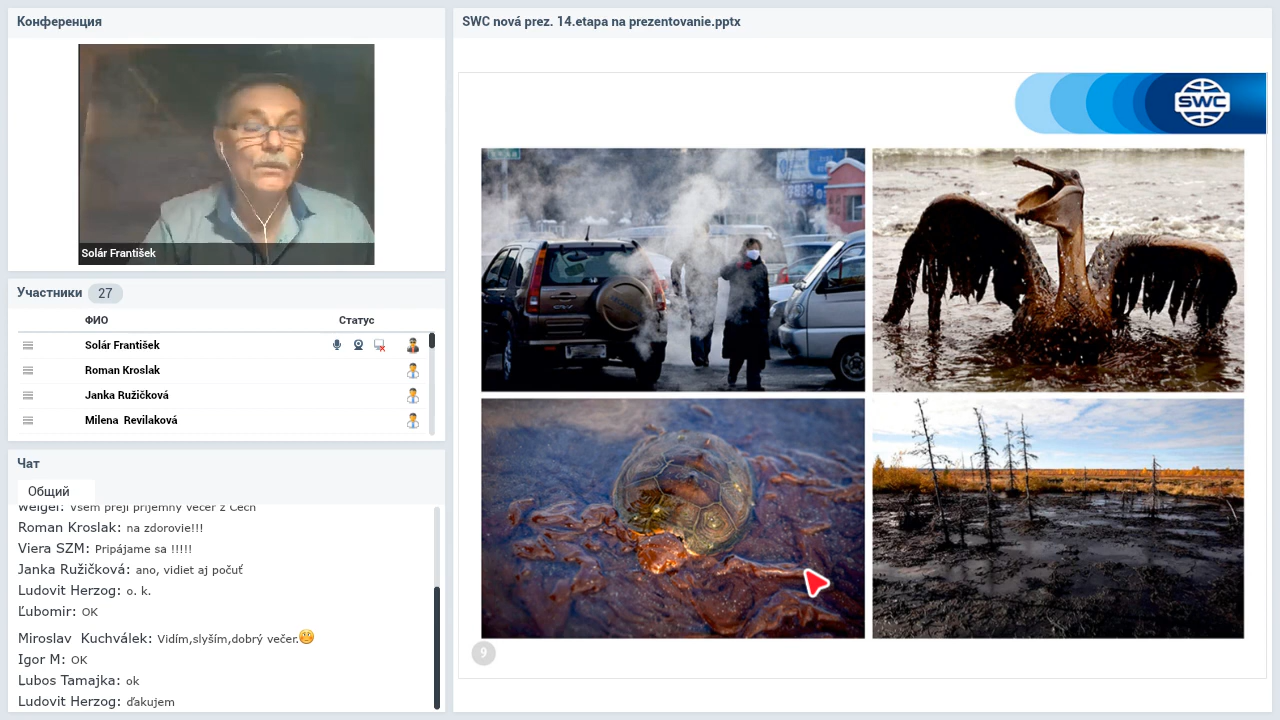 Конференция
Solár František
Участники 27
ФИО Статус
Solár František
Roman Kroslak
Janka Ružičková
Milena Revilaková
Чат
Общий
Weiger: Všem přeji příjemný večer z Čech
Roman Kroslak: na zdorovie!!!
Viera SZM: Pripájame sa !!!!!
Janka Ružičková: ano, vidiet aj počuť
Ludovit Herzog: o. k.
Ľubomir: OK
Miroslav Kuchválek: Vidím,slyším,dobrý večer.
Igor M: OK
Lubos Tamajka: ok
Ludovit Herzog: ďakujem
SWC nová prez. 14.etapa na prezentovanie.pptx
SWC
9